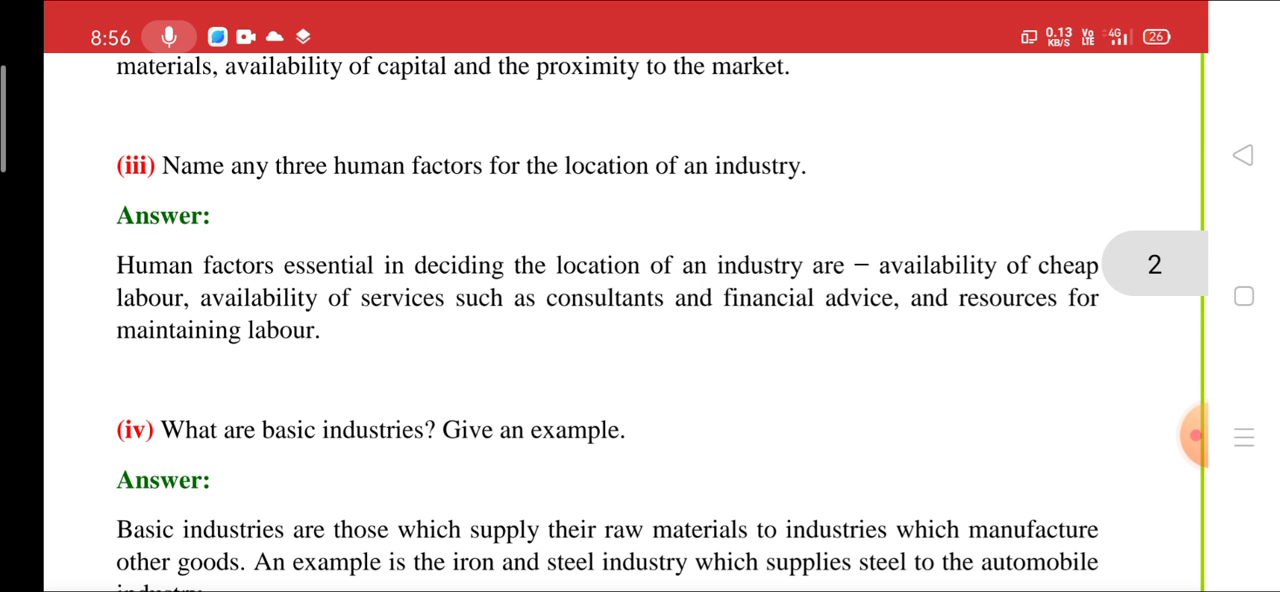 8:56
0.13 KB/S Vo LTE 4G 26
materials, availability of capital and the proximity to the market.
(iii) Name any three human factors for the location of an industry.
Answer:
Human factors essential in deciding the location of an industry are − availability of cheap
labour, availability of services such as consultants and financial advice, and resources for
maintaining labour.
2
(iv) What are basic industries? Give an example.
Answer:
Basic industries are those which supply their raw materials to industries which manufacture
other goods. An example is the iron and steel industry which supplies steel to the automobile